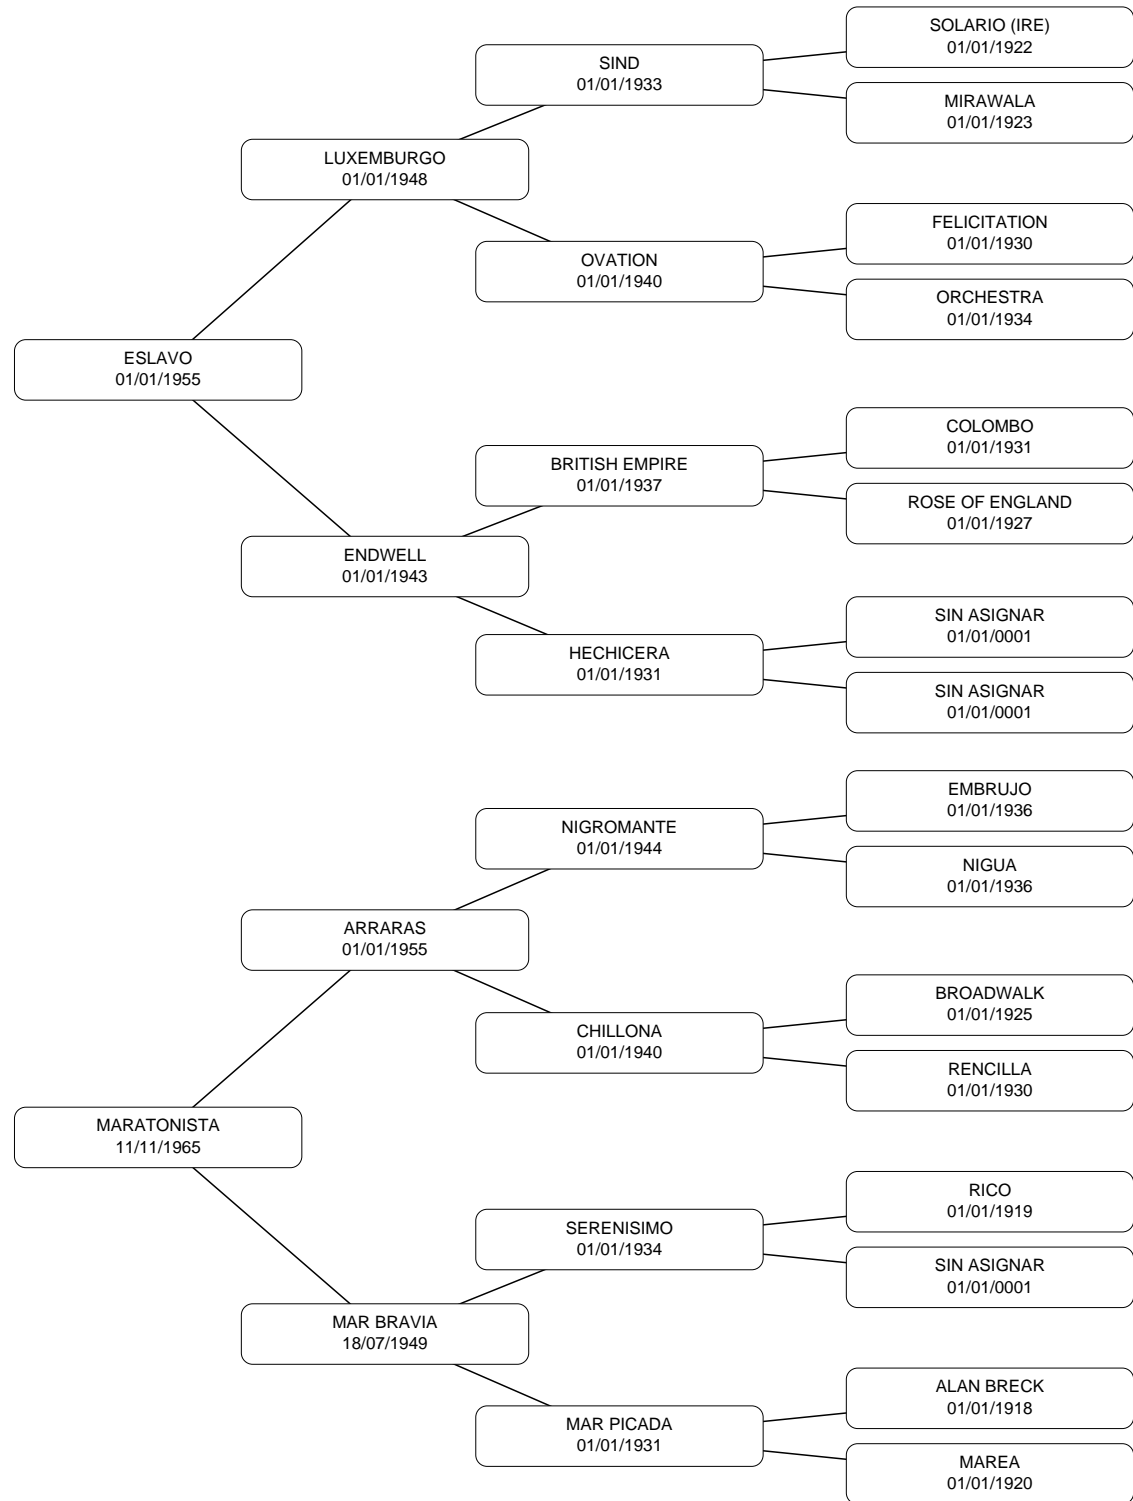 SOLARIO (IRE)
01/01/1922
SIND
01/01/1933
MIRAWALA
01/01/1923
LUXEMBURGO
01/01/1948
FELICITATION
01/01/1930
OVATION
01/01/1940
ORCHESTRA
01/01/1934
ESLAVO
01/01/1955
COLOMBO
01/01/1931
BRITISH EMPIRE
01/01/1937
ROSE OF ENGLAND
01/01/1927
ENDWELL
01/01/1943
SIN ASIGNAR
01/01/0001
HECHICERA
01/01/1931
SIN ASIGNAR
01/01/0001
EMBRUJO
01/01/1936
NIGROMANTE
01/01/1944
NIGUA
01/01/1936
ARRARAS
01/01/1955
BROADWALK
01/01/1925
CHILLONA
01/01/1940
RENCILLA
01/01/1930
MARATONISTA
11/11/1965
RICO
01/01/1919
SERENISIMO
01/01/1934
SIN ASIGNAR
01/01/0001
MAR BRAVIA
18/07/1949
ALAN BRECK
01/01/1918
MAR PICADA
01/01/1931
MAREA
01/01/1920